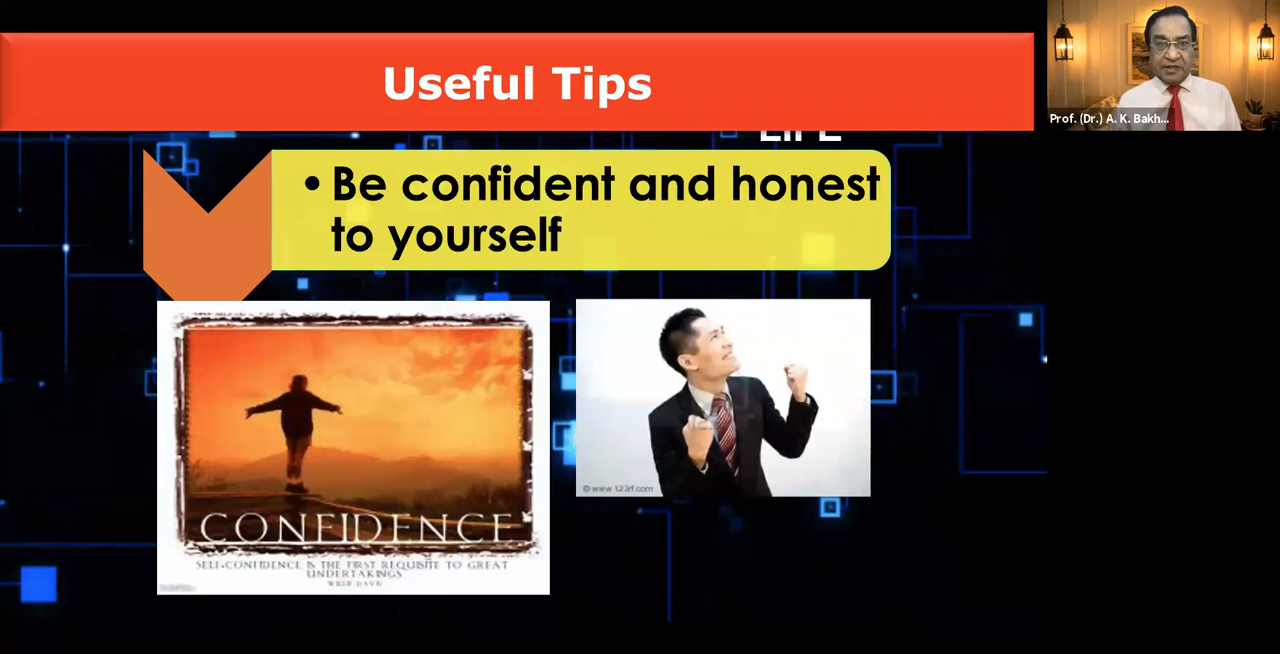 Useful Tips
Prof. (Dr.) A. K. Bakh...
LIFE
• Be confident and honest
to yourself
CONFIDENCE
SELF-CONFIDENCE IS THE FIRST REQUISITE TO GREAT
UNDERTAKINGS
© www.123rf.com